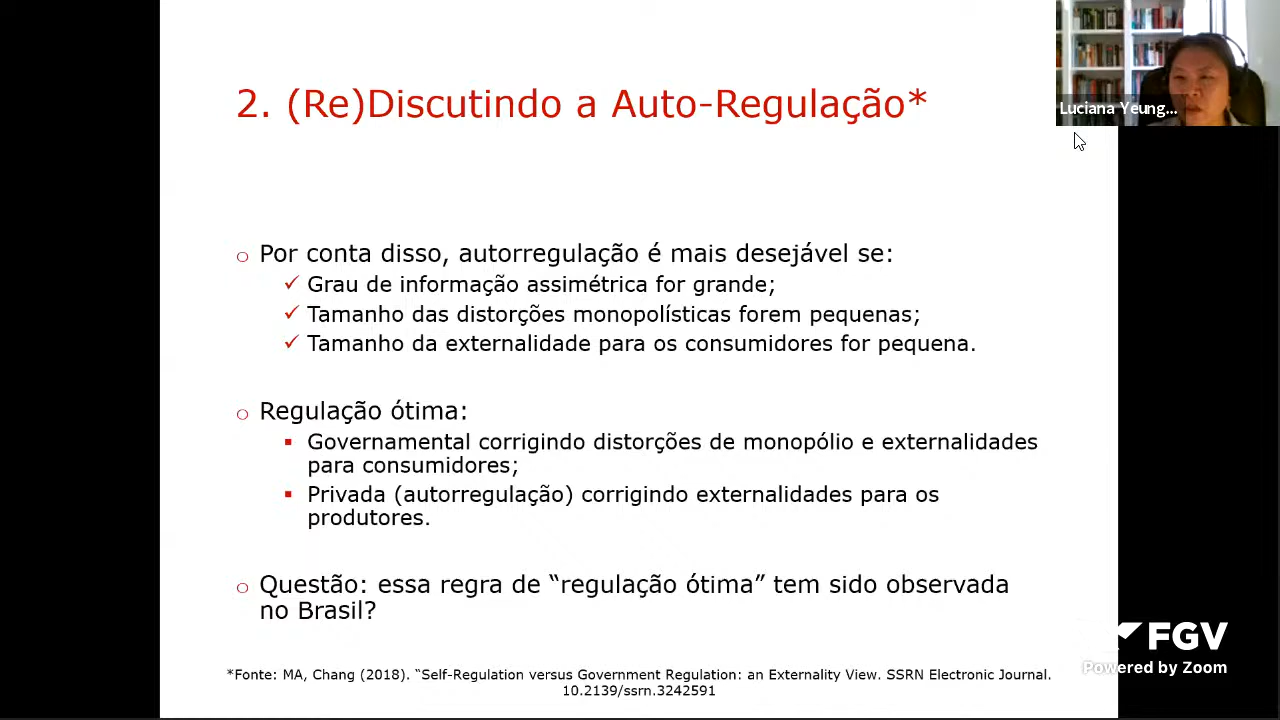 2. (Re)Discutindo a Auto-Regulação*
Luciana Yeung...
Por conta disso, autorregulação é mais desejável se:
Grau de informação assimétrica for grande;
Tamanho das distorções monopolísticas forem pequenas;
Tamanho da externalidade para os consumidores for pequena.
Regulação ótima:
Governamental corrigindo distorções de monopólio e externalidades
para consumidores;
Privada (autorregulação) corrigindo externalidades para os
produtores.
Questão: essa regra de “regulação ótima” tem sido observada
no Brasil?
*Fonte: MA, Chang (2018). “Self-Regulation versus Government Regulation: an Externality View. SSRN Electronic Journal.
10.2139/ssrn.3242591
FGV
Powered by Zoom